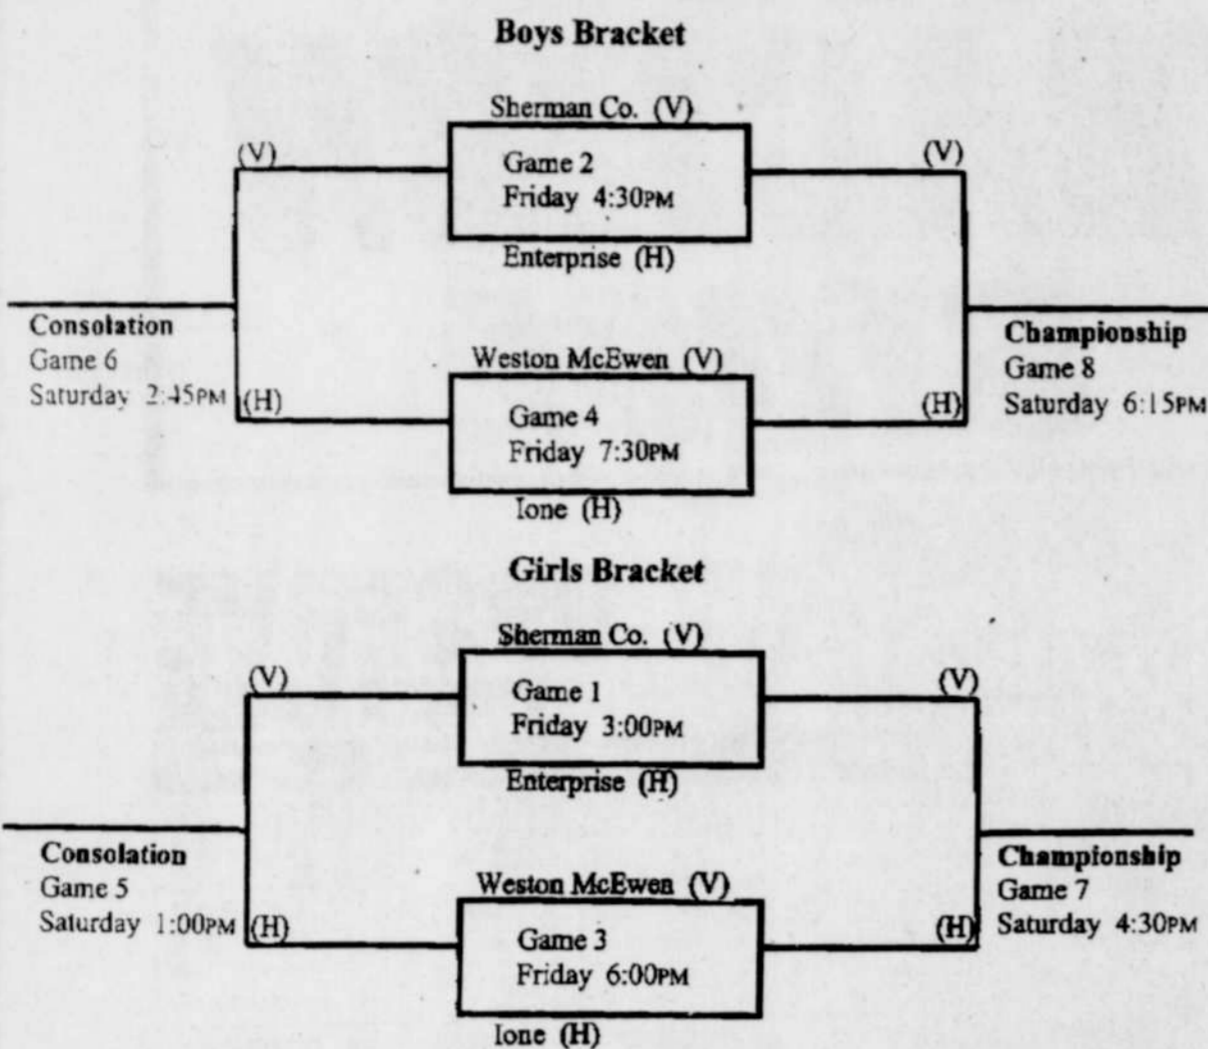 Boys Bracket
Sherman Co. (V)
(V)
Game 2
Friday 4:30PM
(V)
Enterprise (H)
Consolation
Game 6
Saturday 2:45PM
(H)
Weston McEwen (V)
Game 4
Friday 7:30PM
Ione (H)
(H)
Championship
Game 8
Saturday 6:15PM
Girls Bracket
Sherman Co. (V)
(V)
Game 1
Friday 3:00PM
(V)
Enterprise (H)
Consolation
Game 5
Saturday 1:00PM
(H)
Weston McEwen (V)
Game 3
Friday 6:00PM
Ione (H)
(H)
Championship
Game 7
Saturday 4:30PM